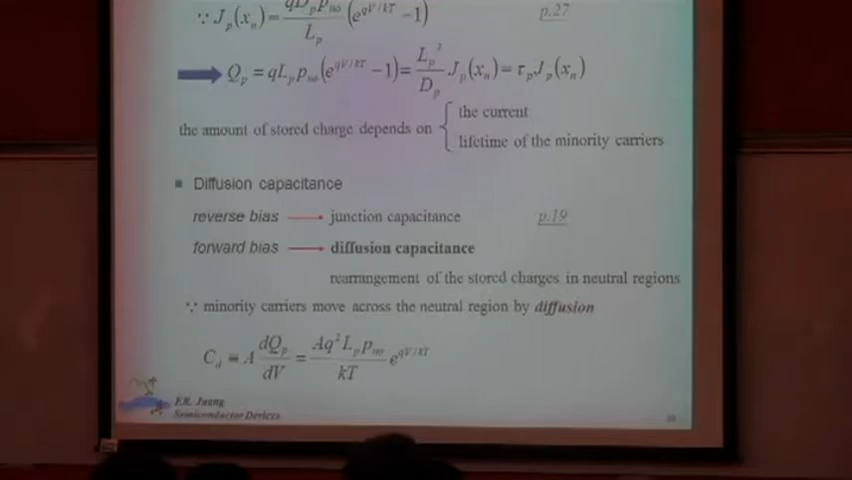 ∵ J_p(x_n) = qD_p p_no / L_p (e^{qV/kT} − 1) p.27
Q_p = qL_p p_no (e^{qV/kT} − 1) = L_p² / D_p J_p(x_n) = τ_p J_p(x_n)
the amount of stored charge depends on { the current
lifetime of the minority carriers
■ Diffusion capacitance
reverse bias → junction capacitance p.19
forward bias → diffusion capacitance
rearrangement of the stored charges in neutral regions
∵ minority carriers move across the neutral region by diffusion
C_d ≡ A dQ_p / dV = Aq² L_p p_no / kT e^{qV/kT}
F.R. Juang
Semiconductor Devices